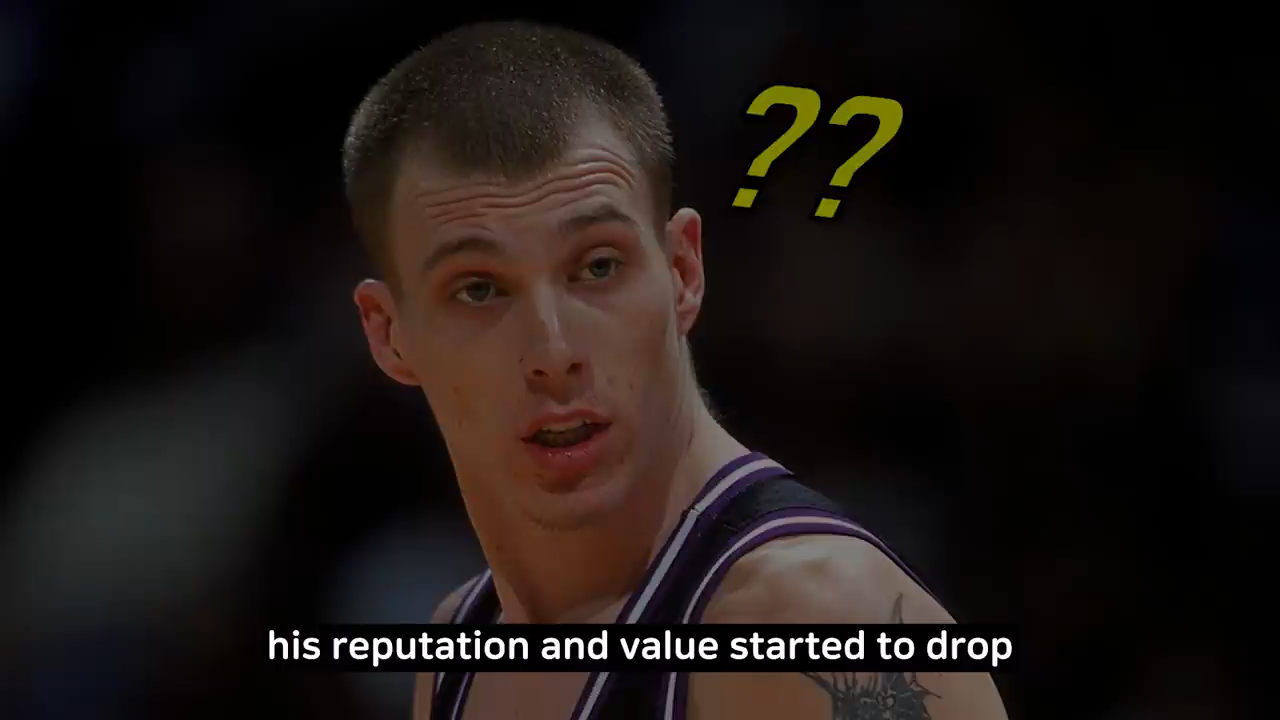 ??
his reputation and value started to drop